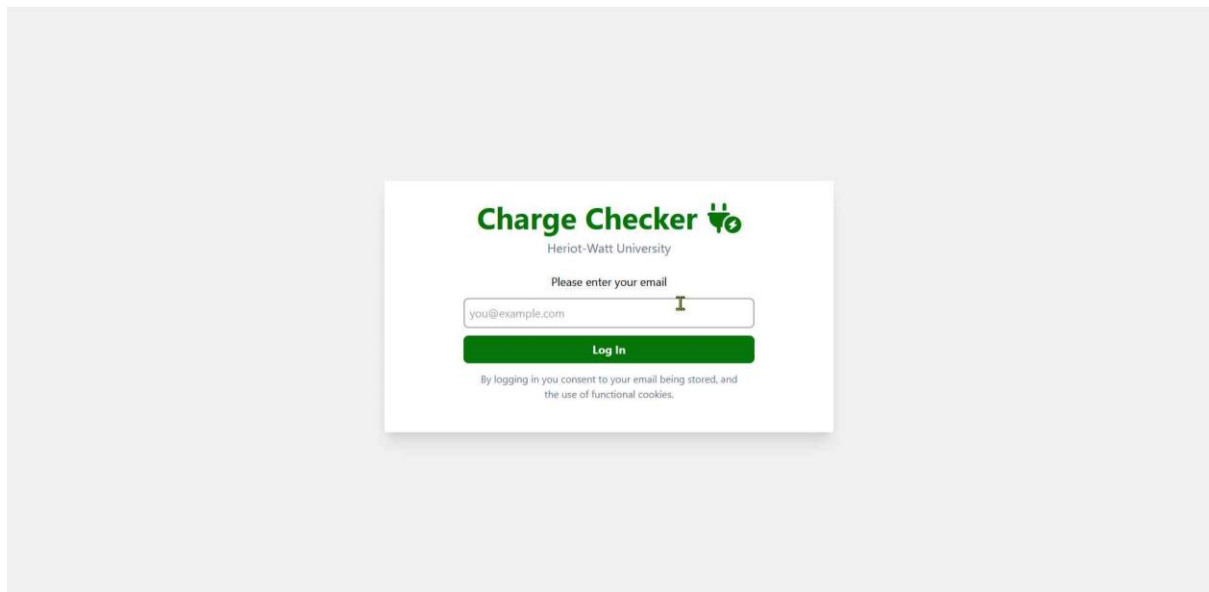 Charge Checker
Heriot-Watt University
Please enter your email
you@example.com
Log In
By logging in you consent to your email being stored, and
the use of functional cookies.